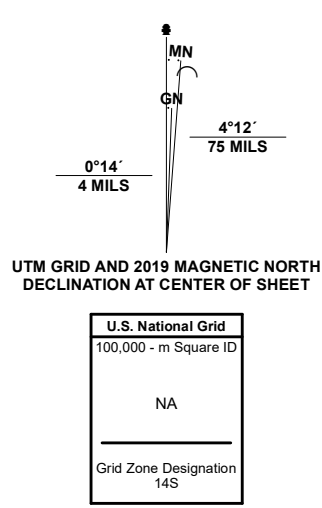 MN
GN
4°12´
75 MILS
0°14´
4 MILS
UTM GRID AND 2019 MAGNETIC NORTH
DECLINATION AT CENTER OF SHEET
U.S. National Grid
100,000 - m Square ID
NA
Grid Zone Designation
14S